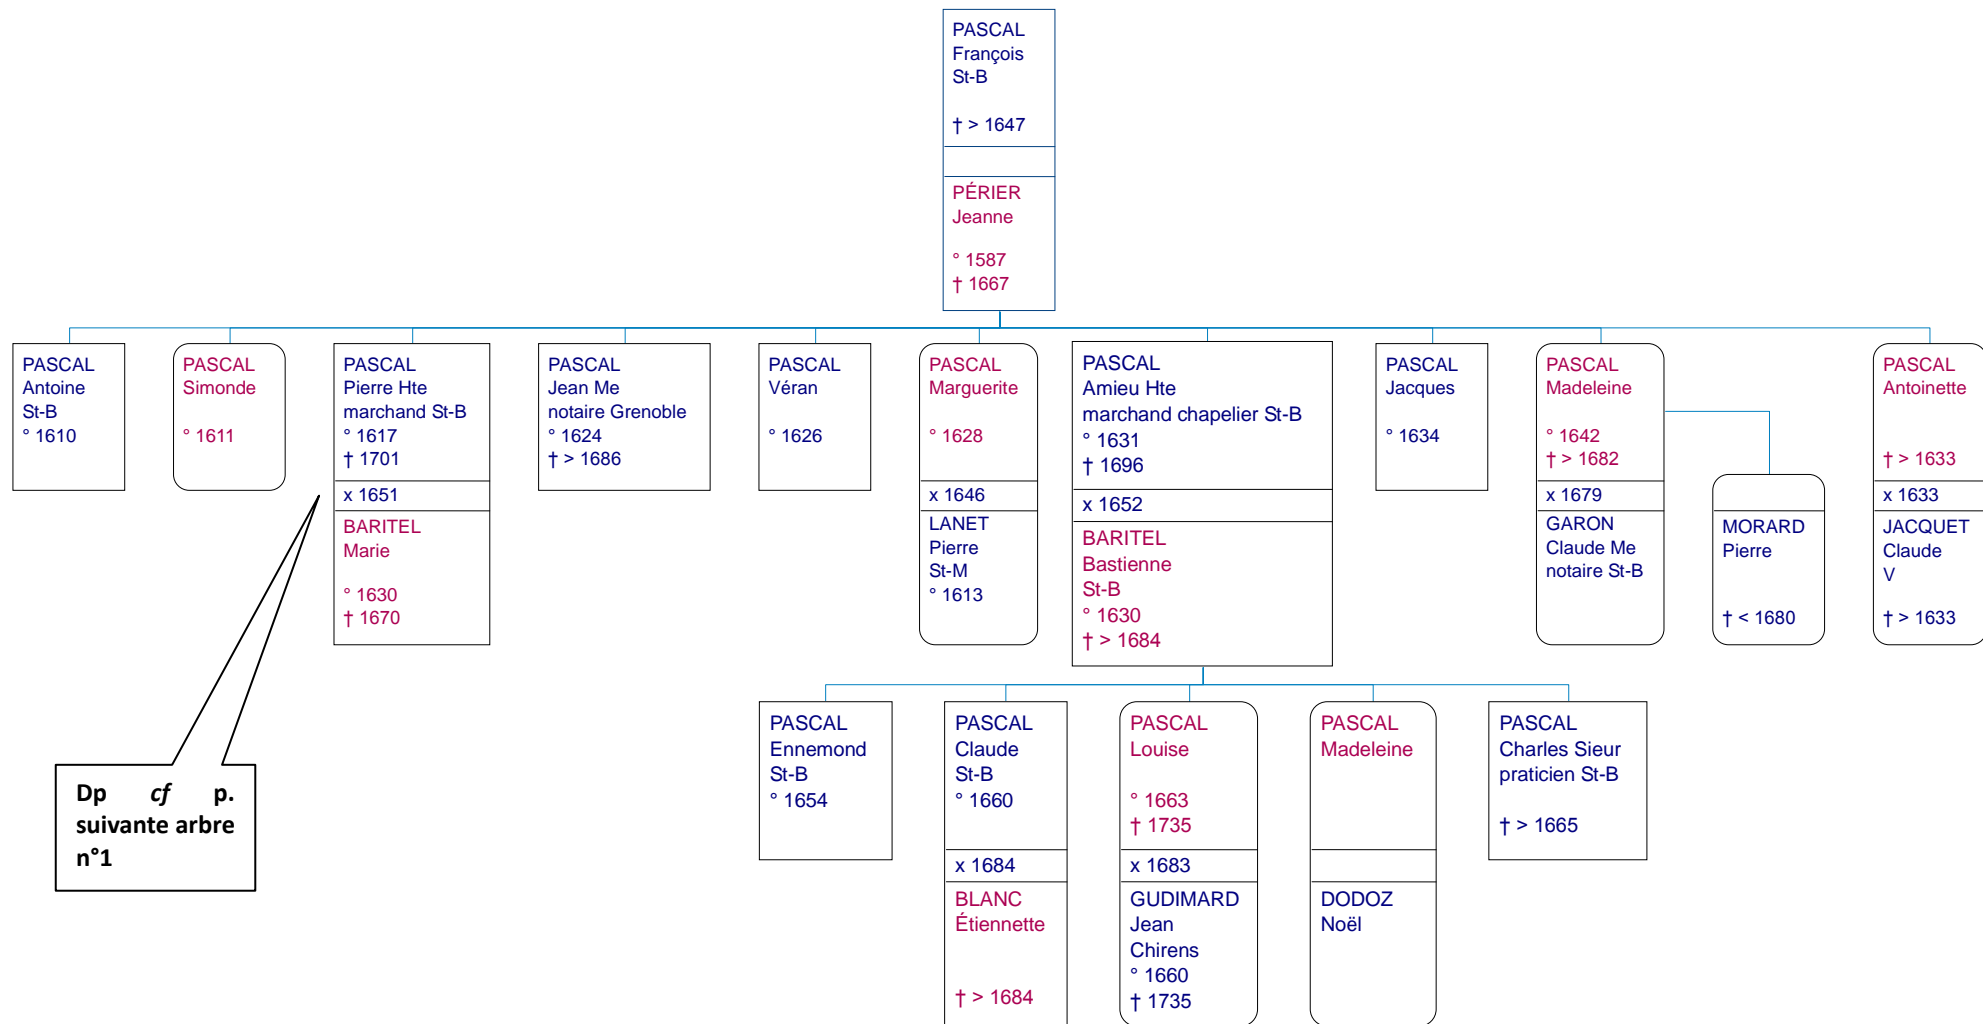 PASCAL
François
St-B
† > 1647
PÉRIER
Jeanne
° 1587
† 1667
PASCAL
Antoine
St-B
° 1610
PASCAL
Simonde
° 1611
PASCAL
Pierre Hte
marchand St-B
° 1617
† 1701
x 1651
BARITEL
Marie
° 1630
† 1670
PASCAL
Jean Me
notaire Grenoble
° 1624
† > 1686
PASCAL
Véran
° 1626
PASCAL
Marguerite
° 1628
x 1646
LANET
Pierre
St-M
° 1613
PASCAL
Amieu Hte
marchand chapelier St-B
° 1631
† 1696
x 1652
BARITEL
Bastienne
St-B
° 1630
† > 1684
PASCAL
Jacques
° 1634
PASCAL
Madeleine
° 1642
† > 1682
x 1679
GARON
Claude Me
notaire St-B
MORARD
Pierre
† < 1680
PASCAL
Antoinette
† > 1633
x 1633
JACQUET
Claude
V
† > 1633
PASCAL
Ennemond
St-B
° 1654
PASCAL
Claude
St-B
° 1660
x 1684
BLANC
Étiennette
† > 1684
PASCAL
Louise
° 1663
† 1735
x 1683
GUDIMARD
Jean
Chirens
° 1660
† 1735
PASCAL
Madeleine
DODOZ
Noël
PASCAL
Charles Sieur
praticien St-B
† > 1665
Dp cf p.
suivante arbre
n°1